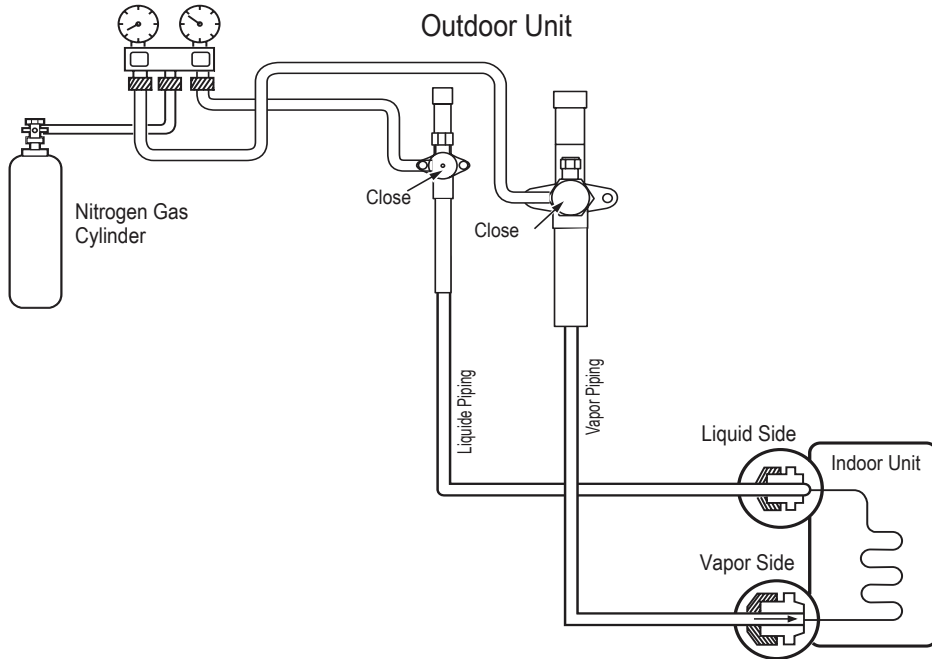 Outdoor Unit
Nitrogen Gas
Cylinder
Close
Close
Liquide Piping
Vapor Piping
Liquid Side
Indoor Unit
Vapor Side